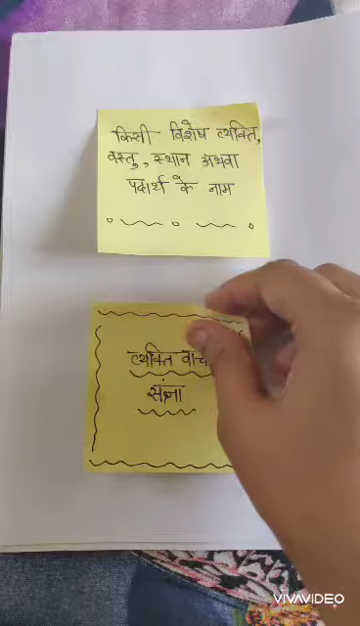 किसी विशेष व्यक्ति,
वस्तु, स्थान अथवा
पदार्थ के नाम
व्यक्ति वाच
संज्ञा
VIVAVIDEO